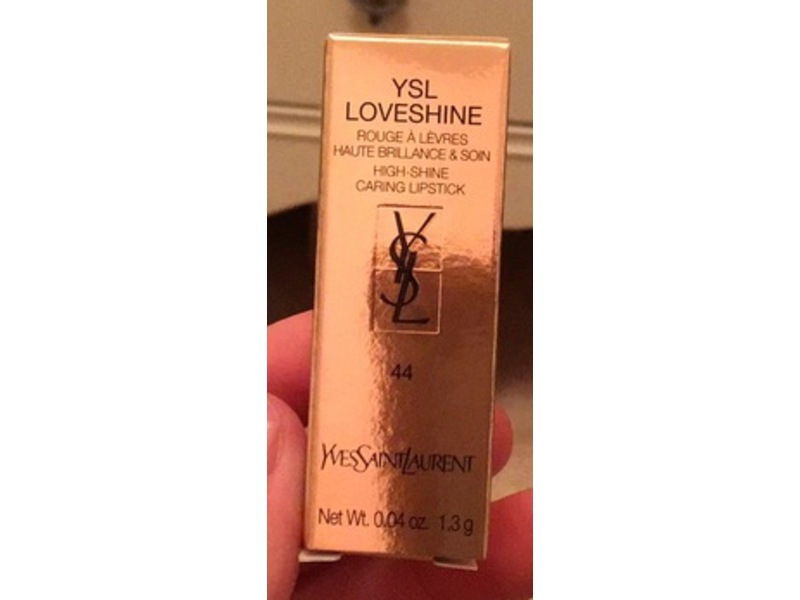 YSL
LOVESHINE
ROUGE À LÈVRES
HAUTE BRILLANCE & SOIN
HIGH-SHINE
CARING LIPSTICK
YSL
44
YVESSAINTLAURENT
Net Wt. 0.04 oz. 1.3 g